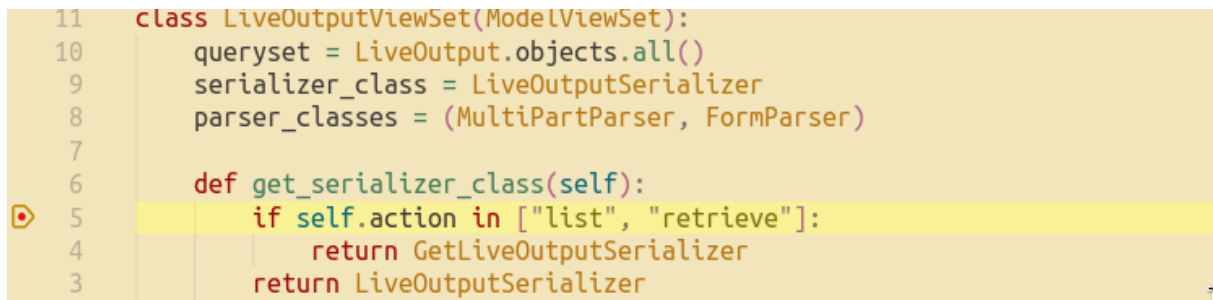 11 class LiveOutputViewSet(ModelViewSet):
10 queryset = LiveOutput.objects.all()
9 serializer_class = LiveOutputSerializer
8 parser_classes = (MultiPartParser, FormParser)
7
6 def get_serializer_class(self):
5 if self.action in ["list", "retrieve"]:
4 return GetLiveOutputSerializer
3 return LiveOutputSerializer